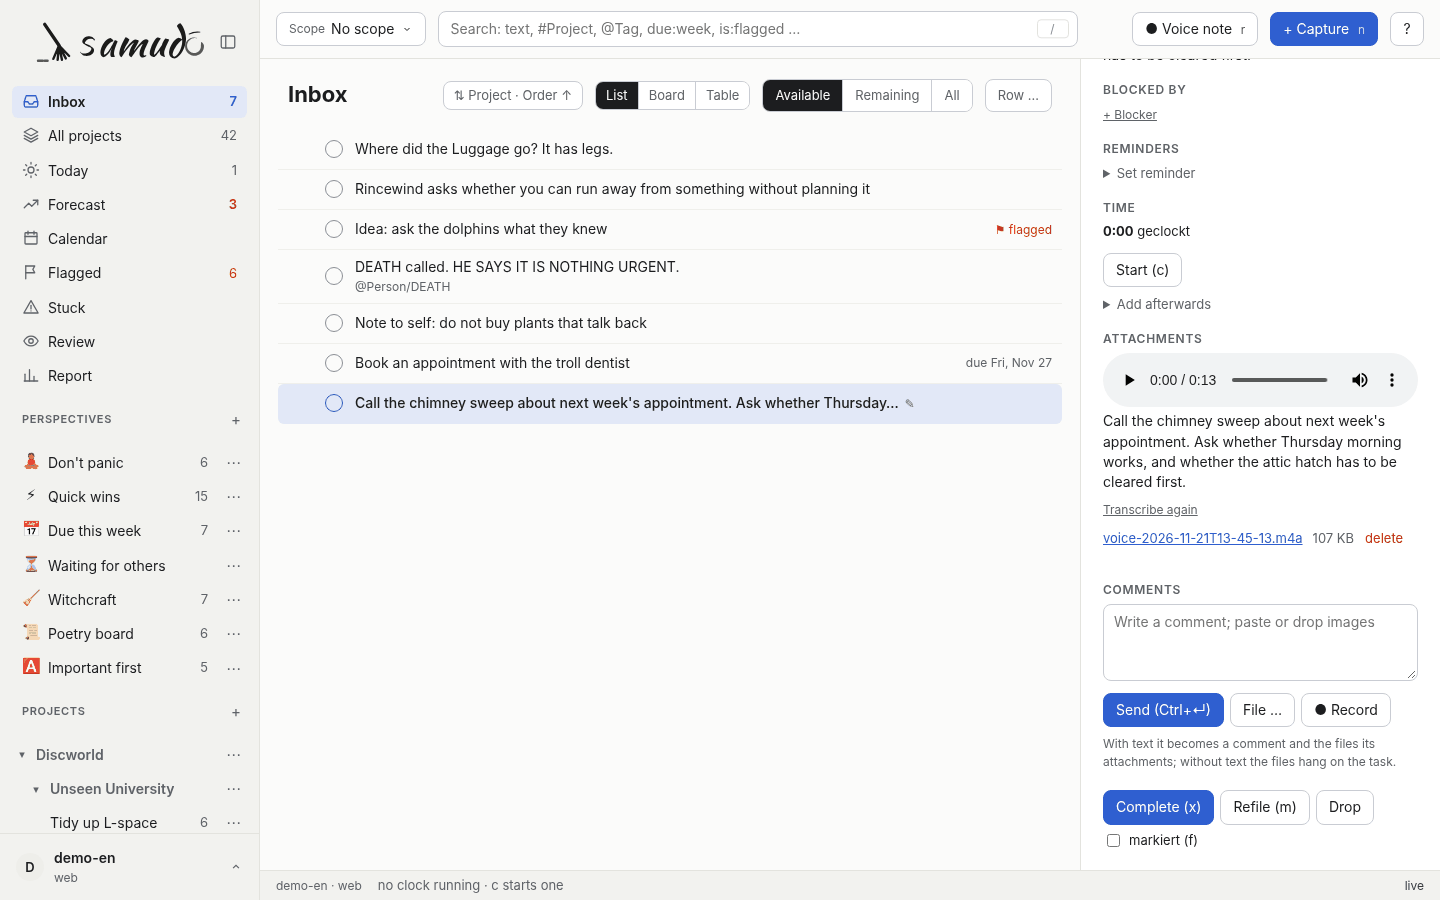 samudō
Inbox 7
All projects 42
Today 1
Forecast 3
Calendar
Flagged 6
Stuck
Review
Report
PERSPECTIVES +
Don't panic 6 ...
Quick wins 15 ...
Due this week 7 ...
Waiting for others ...
Witchcraft 7 ...
Poetry board 6 ...
Important first 5 ...
PROJECTS +
Discworld ...
Unseen University ...
Tidy up L-space 6 ...
D demo-en
web
Scope No scope
Search: text, #Project, @Tag, due:week, is:flagged ... /
Voice note r
+ Capture n
?
Inbox
⇅ Project · Order ↑
List Board Table
Available Remaining All
Row ...
Where did the Luggage go? It has legs.
Rincewind asks whether you can run away from something without planning it
Idea: ask the dolphins what they knew ⚑ flagged
DEATH called. HE SAYS IT IS NOTHING URGENT.
@Person/DEATH
Note to self: do not buy plants that talk back
Book an appointment with the troll dentist due Fri, Nov 27
Call the chimney sweep about next week's appointment. Ask whether Thursday... ✎
has to be cleared first.
BLOCKED BY
+ Blocker
REMINDERS
▶ Set reminder
TIME
0:00 geclockt
Start (c)
▶ Add afterwards
ATTACHMENTS
0:00 / 0:13
Call the chimney sweep about next week's
appointment. Ask whether Thursday morning
works, and whether the attic hatch has to be
cleared first.
Transcribe again
voice-2026-11-21T13-45-13.m4a 107 KB delete
COMMENTS
Write a comment; paste or drop images
Send (Ctrl+↵) File ... ● Record
With text it becomes a comment and the files its
attachments; without text the files hang on the task.
Complete (x) Refile (m) Drop
markiert (f)
demo-en · web no clock running · c starts one
live